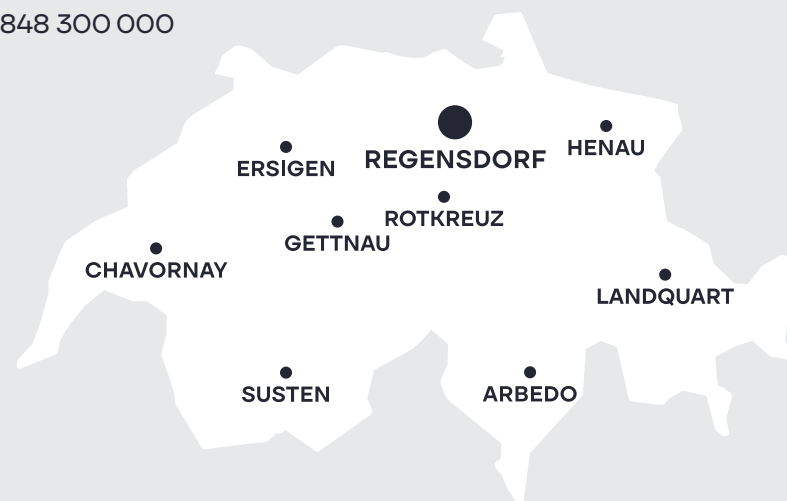 848 300 000
REGENSDORF
HENAU
ERSIGEN
ROTKREUZ
GETTNAU
CHAVORNAY
LANDQUART
SUSTEN
ARBEDO